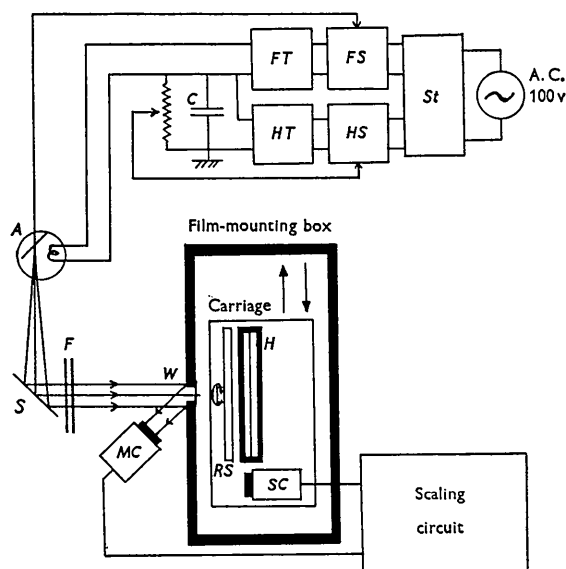 FT
FS
St
A. C.
100 v
C
HT
HS
A
Film-mounting box
Carriage
F
W
H
S
MC
RS
SC
Scaling
circuit